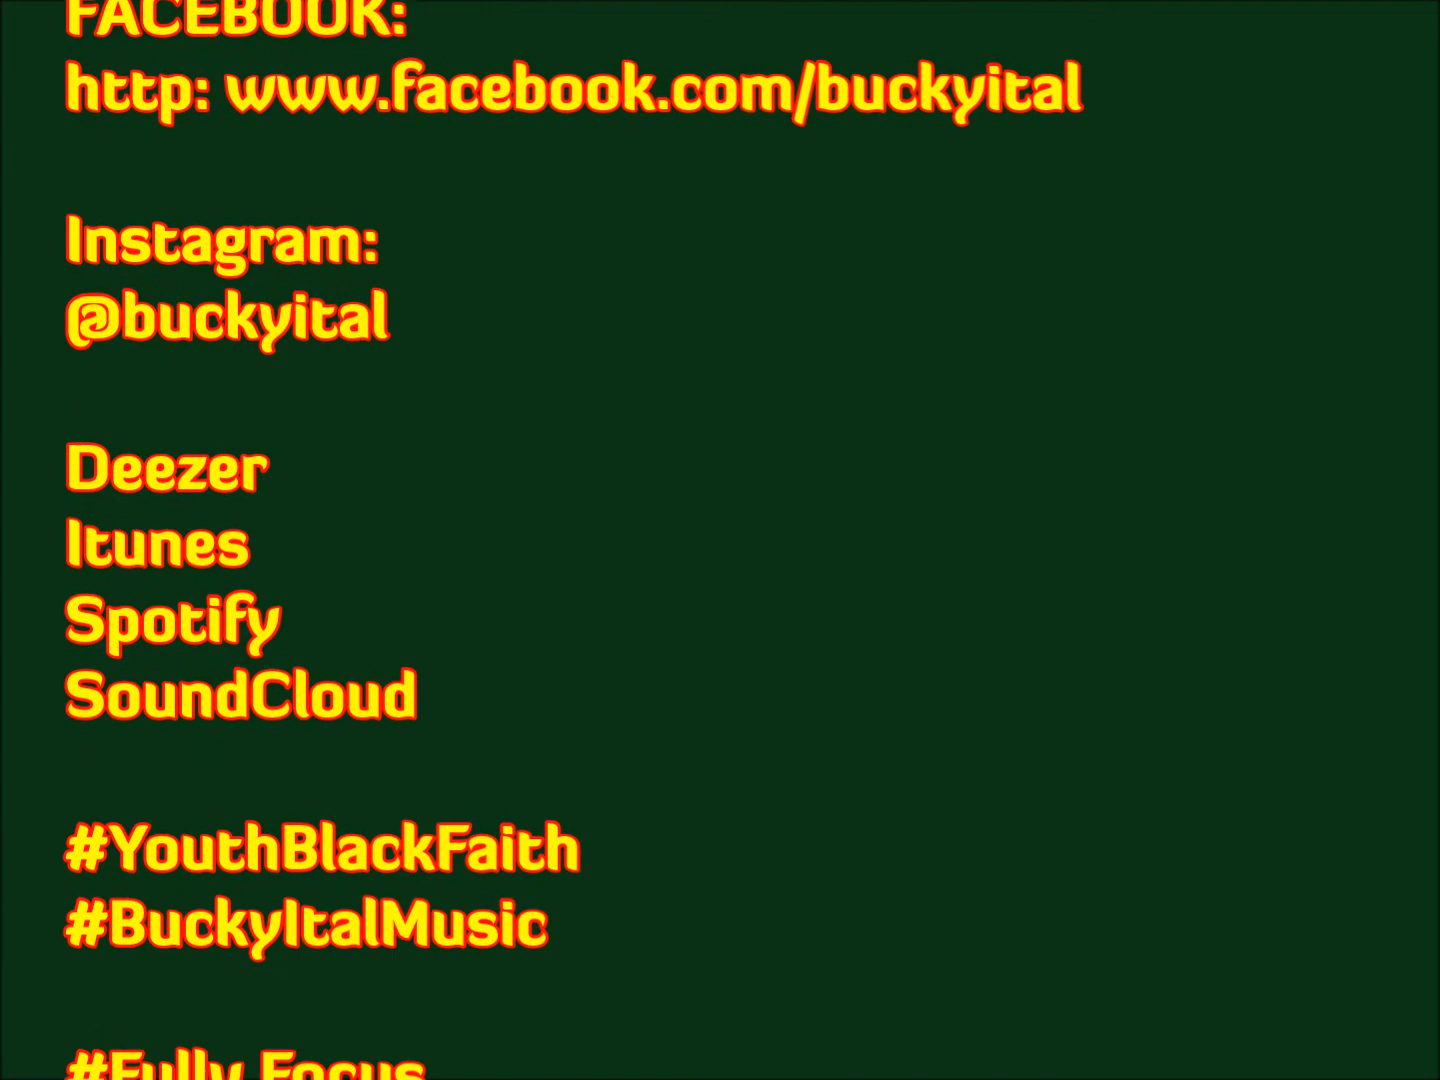 FACEBOOK:
http: www.facebook.com/buckyital
Instagram:
@buckyital
Deezer
Itunes
Spotify
SoundCloud
#YouthBlackFaith
#BuckyItalMusic
#Fully Focus